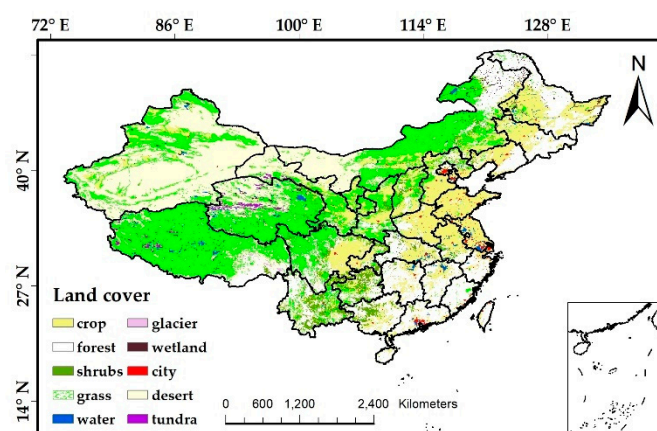 72° E 86° E 100° E 114° E 128° E
N
40° N
27° N
14° N
Land cover
crop glacier
forest wetland
shrubs city
grass desert
water tundra
0 600 1,200 2,400 Kilometers